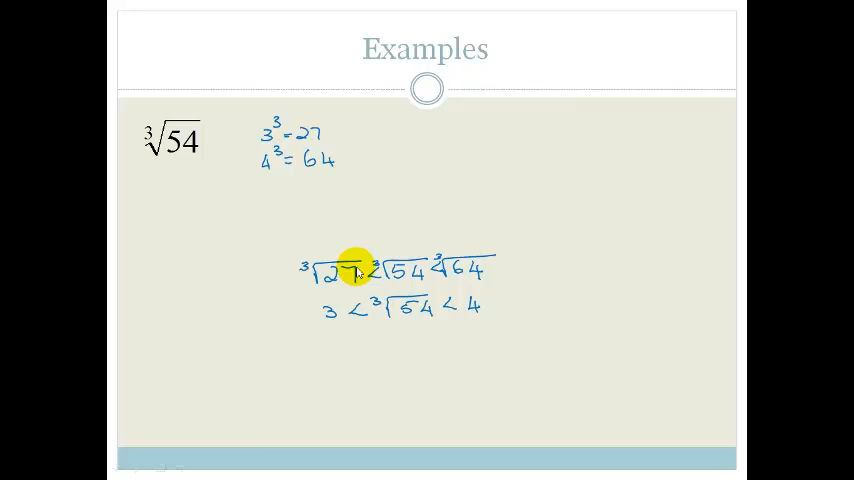 Examples
∛54
3³ = 27
4³ = 64
∛27 < ∛54 < ∛64
3 < ∛54 < 4